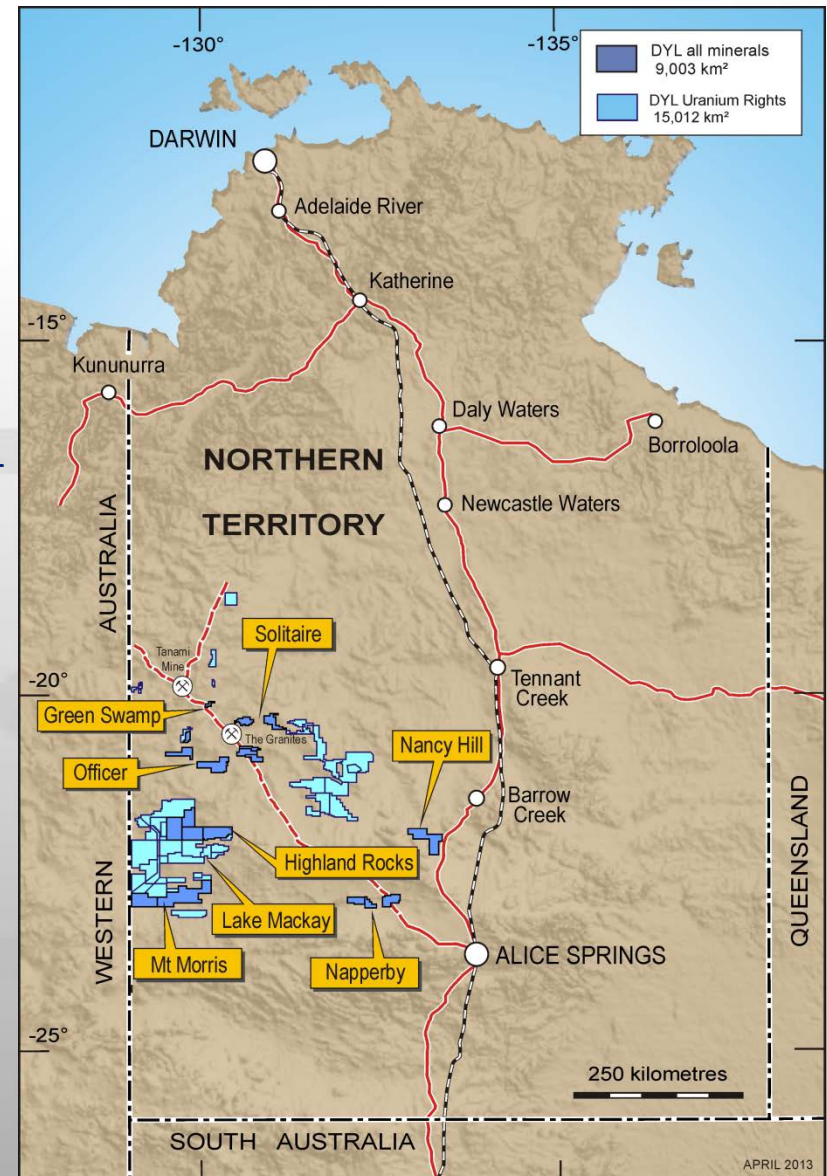 -130°
-135°
DYL all minerals
9,003 km²
DYL Uranium Rights
15,012 km²
DARWIN
Adelaide River
Katherine
-15°
Kununurra
Daly Waters
Borroloola
NORTHERN
TERRITORY
Newcastle Waters
AUSTRALIA
Solitaire
Tanami
Mine
-20°
Tennant
Creek
Green Swamp
The Granites
Nancy Hill
Officer
Barrow
Creek
QUEENSLAND
Highland Rocks
WESTERN
Lake Mackay
Mt Morris
Napperby
ALICE SPRINGS
-25°
250 kilometres
SOUTH AUSTRALIA
APRIL 2013